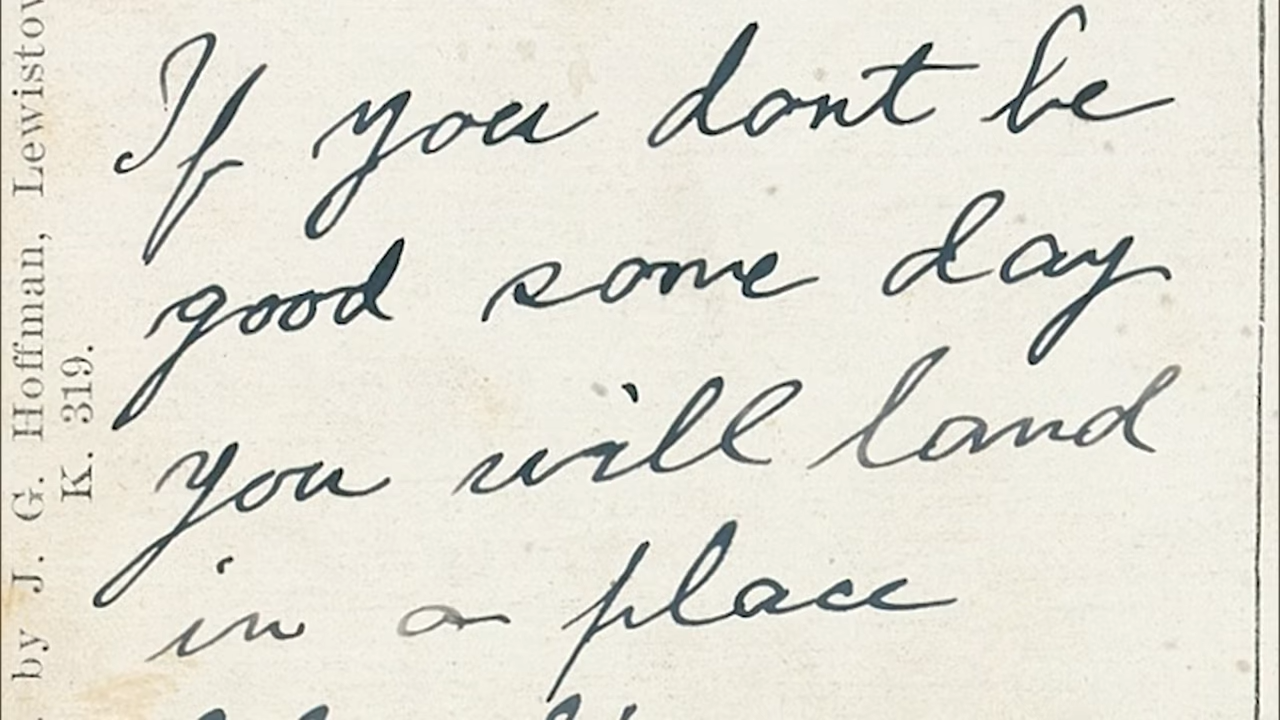 If you dont be
good some day
you will land
in a place
by J. G. Hoffman, Lewistow
K. 319.